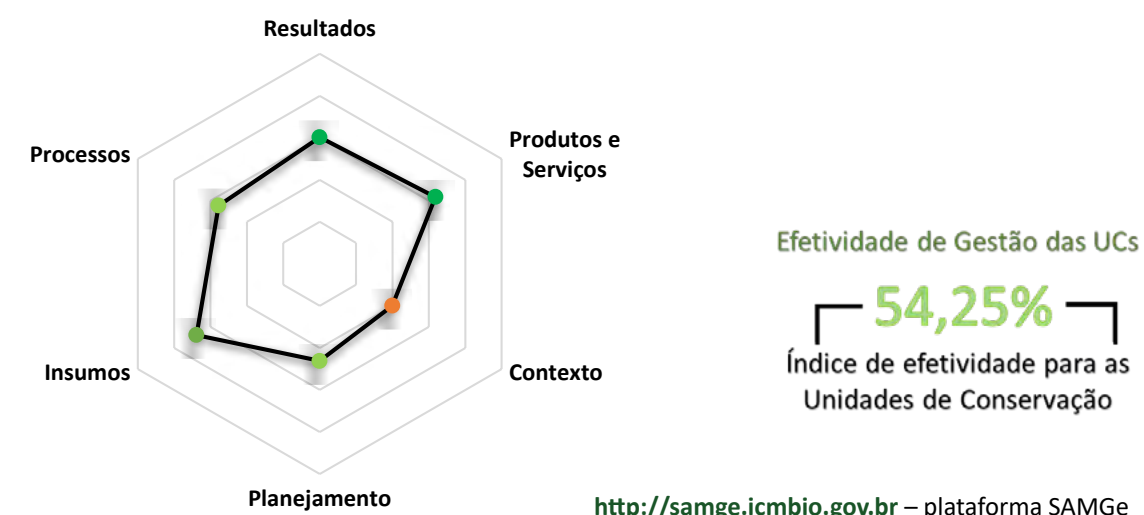 Resultados
Produtos e
Serviços
Processos
Efetividade de Gestão das UCs
54,25%
Índice de efetividade para as
Unidades de Conservação
Insumos
Contexto
Planejamento
http://samge.icmbio.gov.br – plataforma SAMGe